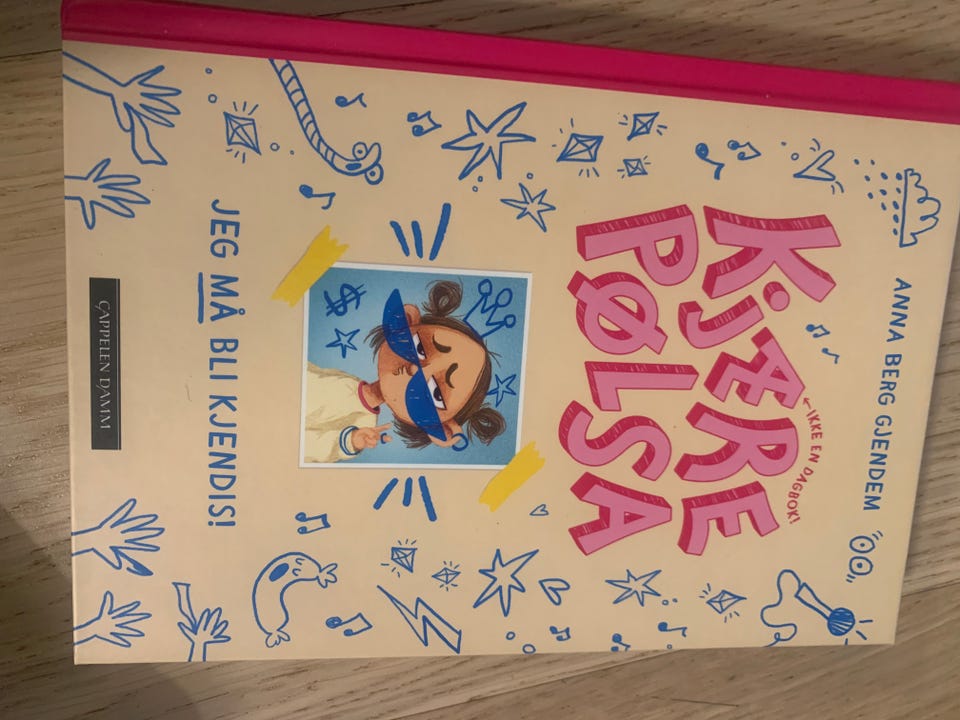 ANNA BERG GJENDEM
KJÆRE
← IKKE EN DAGBOK!
PØLSA
$
JEG MÅ BLI KJENDIS!
CAPPELEN DAMM